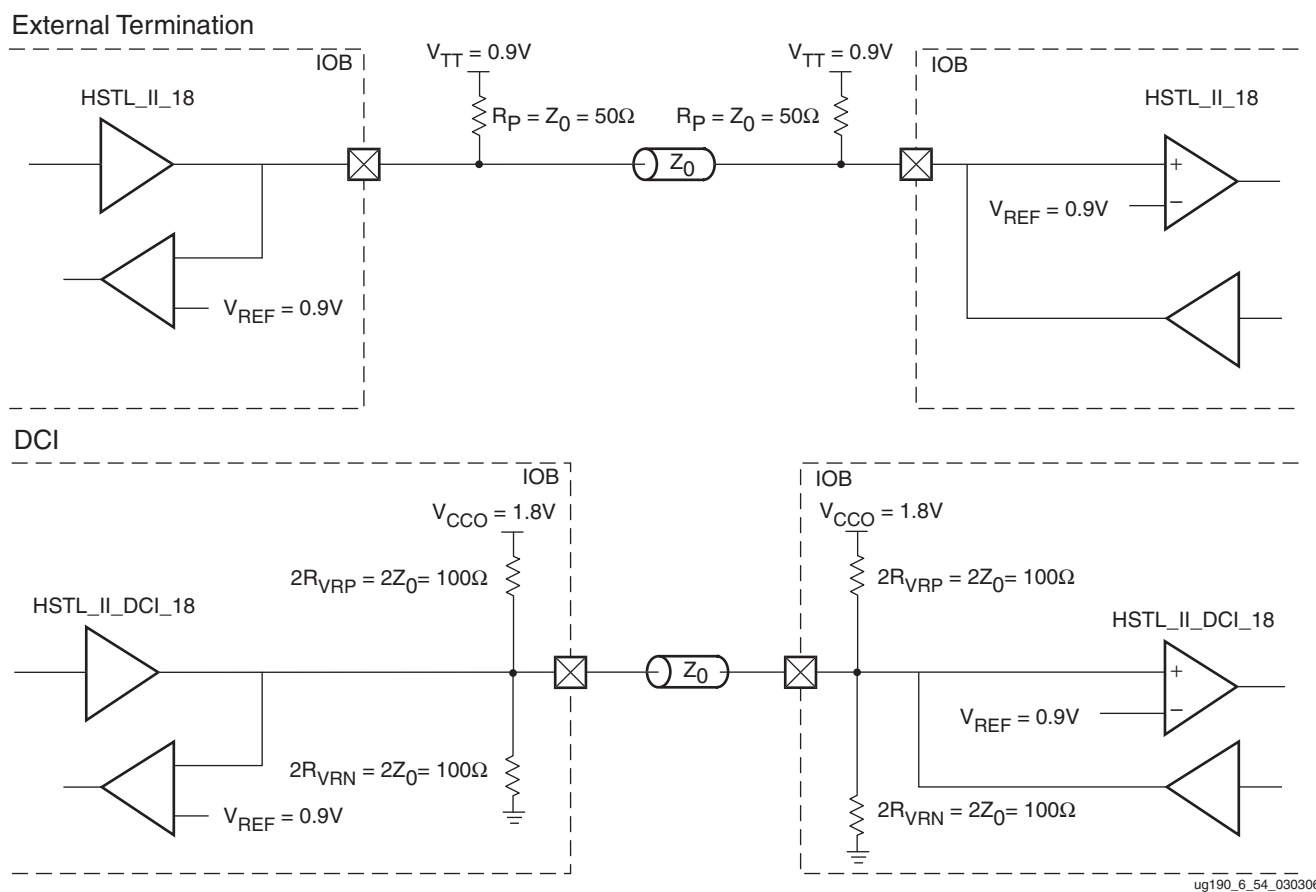 External Termination
IOB
V_TT = 0.9V
V_TT = 0.9V
IOB
HSTL_II_18
R_P = Z_0 = 50Ω
R_P = Z_0 = 50Ω
HSTL_II_18
Z_0
+
V_REF = 0.9V
–
V_REF = 0.9V
DCI
IOB
IOB
V_CCO = 1.8V
V_CCO = 1.8V
2R_VRP = 2Z_0= 100Ω
2R_VRP = 2Z_0= 100Ω
HSTL_II_DCI_18
HSTL_II_DCI_18
Z_0
+
V_REF = 0.9V
–
2R_VRN = 2Z_0= 100Ω
V_REF = 0.9V
2R_VRN = 2Z_0= 100Ω